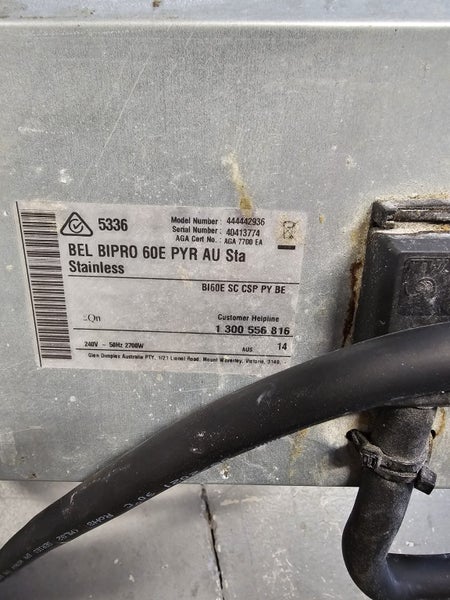 5336
Model Number : 444442936
Serial Number : 40413774
AGA Cert No. : AGA 7700 EA
BEL BIPRO 60E PYR AU Sta
Stainless
BI60E SC CSP PY BE
Customer Helpline
1 300 556 816
240V ~ 50Hz 2700W
AUS 14
Glen Dimplex Australia PTY, 1/21 Lionel Road, Mount Waverley, Victoria, 3149.